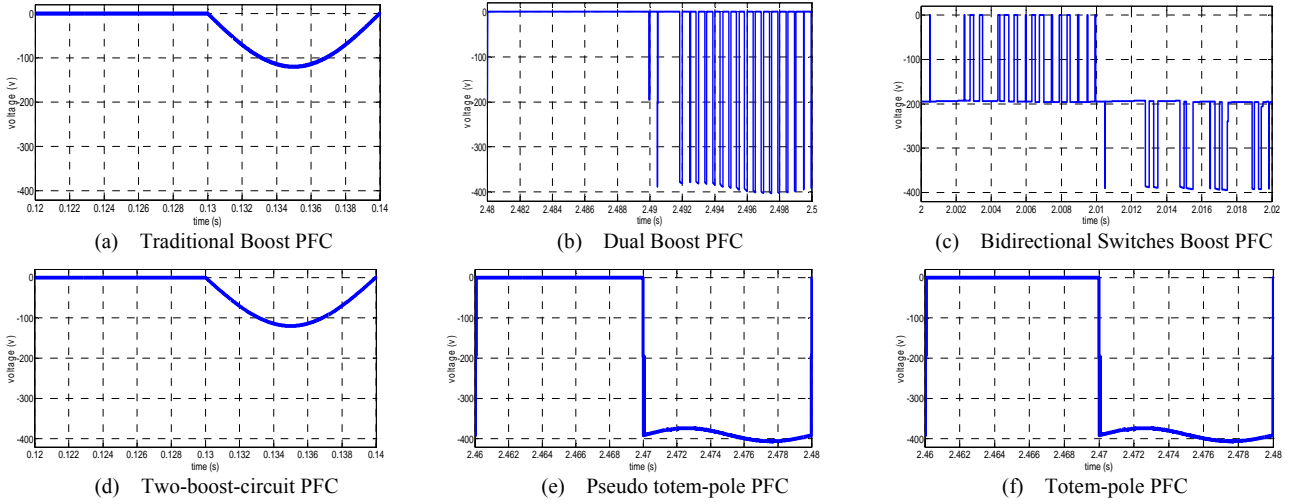 voltage (v)
0
-100
-200
-300
-400
0.12 0.122 0.124 0.126 0.128 0.13 0.132 0.134 0.136 0.138 0.14
time (s)
(a) Traditional Boost PFC
voltage (v)
0
-100
-200
-300
-400
2.48 2.482 2.484 2.486 2.488 2.49 2.492 2.494 2.496 2.498 2.5
time (s)
(b) Dual Boost PFC
voltage (v)
0
-100
-200
-300
-400
2 2.002 2.004 2.006 2.008 2.01 2.012 2.014 2.016 2.018 2.02
time (s)
(c) Bidirectional Switches Boost PFC
voltage (v)
0
-100
-200
-300
-400
0.12 0.122 0.124 0.126 0.128 0.13 0.132 0.134 0.136 0.138 0.14
time (s)
(d) Two-boost-circuit PFC
voltage (v)
0
-100
-200
-300
-400
2.46 2.462 2.464 2.466 2.468 2.47 2.472 2.474 2.476 2.478 2.48
time (s)
(e) Pseudo totem-pole PFC
voltage (v)
0
-100
-200
-300
-400
2.46 2.462 2.464 2.466 2.468 2.47 2.472 2.474 2.476 2.478 2.48
time (s)
(f) Totem-pole PFC